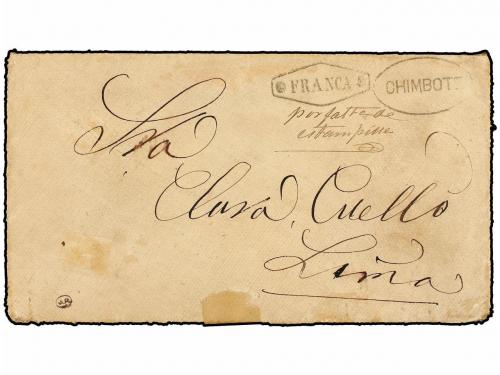 FRANCA CHIMBOTE
por falta de
estampilla
Sra
Clara Cuello
Lima